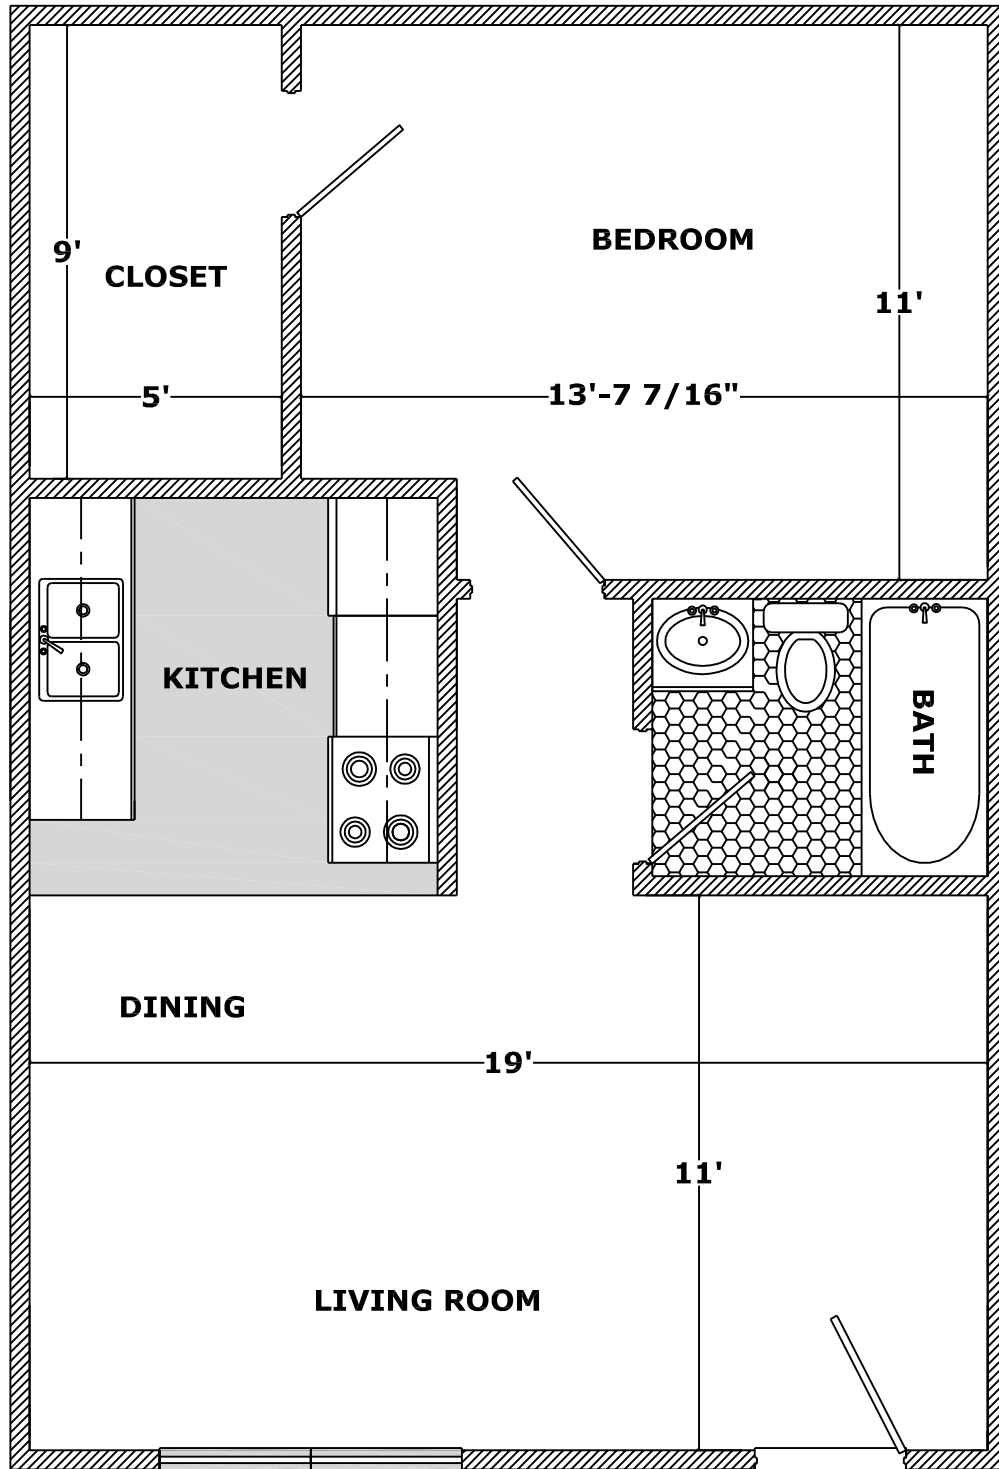 9'
CLOSET
BEDROOM
11'
5'
13'-7 7/16"
KITCHEN
BATH
DINING
19'
11'
LIVING ROOM